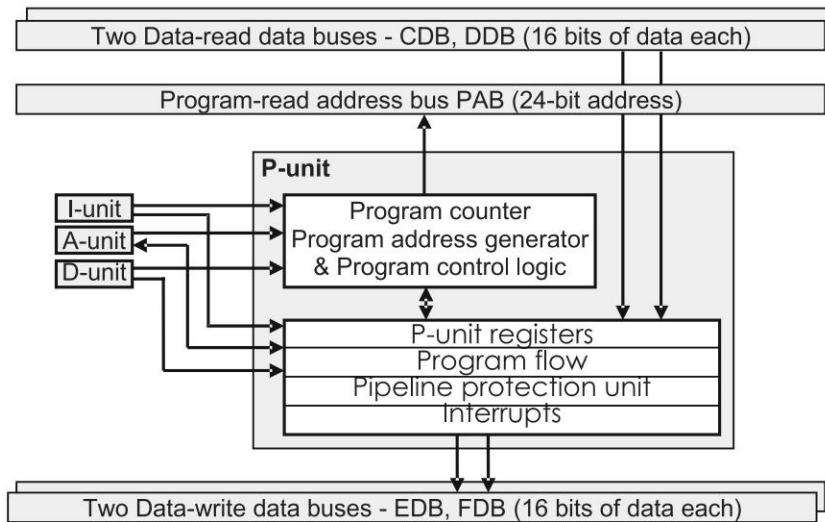 Two Data-read data buses - CDB, DDB (16 bits of data each)
Program-read address bus PAB (24-bit address)
P-unit
I-unit
A-unit
D-unit
Program counter
Program address generator
& Program control logic
P-unit registers
Program flow
Pipeline protection unit
Interrupts
Two Data-write data buses - EDB, FDB (16 bits of data each)